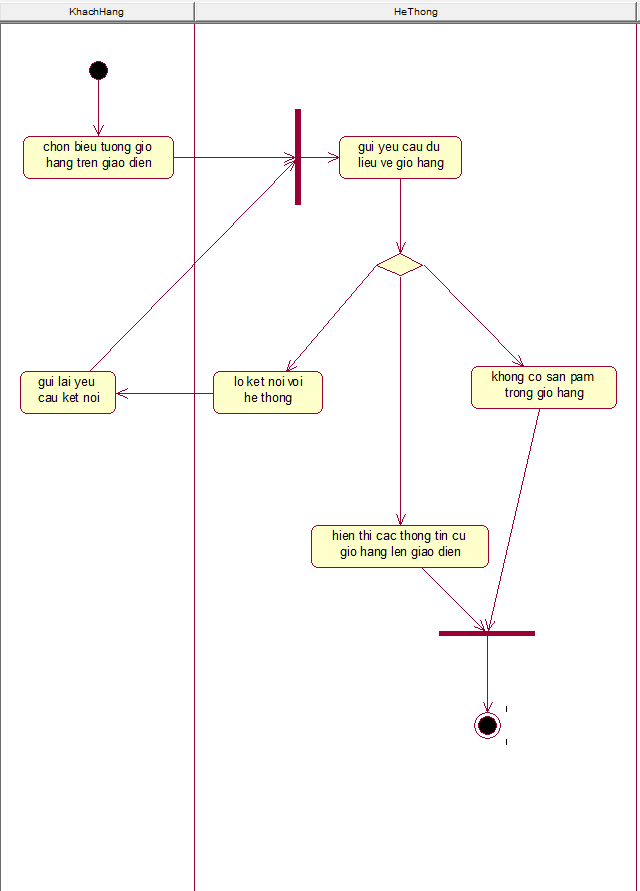 KhachHang
HeThong
chon bieu tuong gio
hang tren giao dien
gui yeu cau du
lieu ve gio hang
gui lai yeu
cau ket noi
lo ket noi voi
he thong
khong co san pam
trong gio hang
hien thi cac thong tin cu
gio hang len giao dien